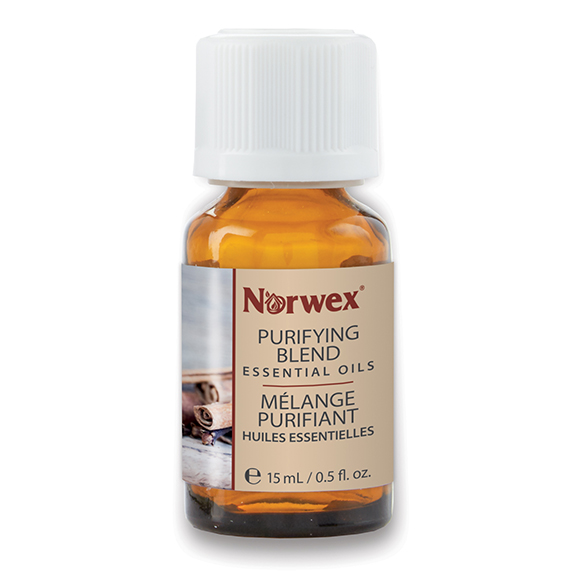 Norwex®
PURIFYING
BLEND
ESSENTIAL OILS
MÉLANGE
PURIFIANT
HUILES ESSENTIELLES
℮ 15 mL / 0.5 fl. oz.